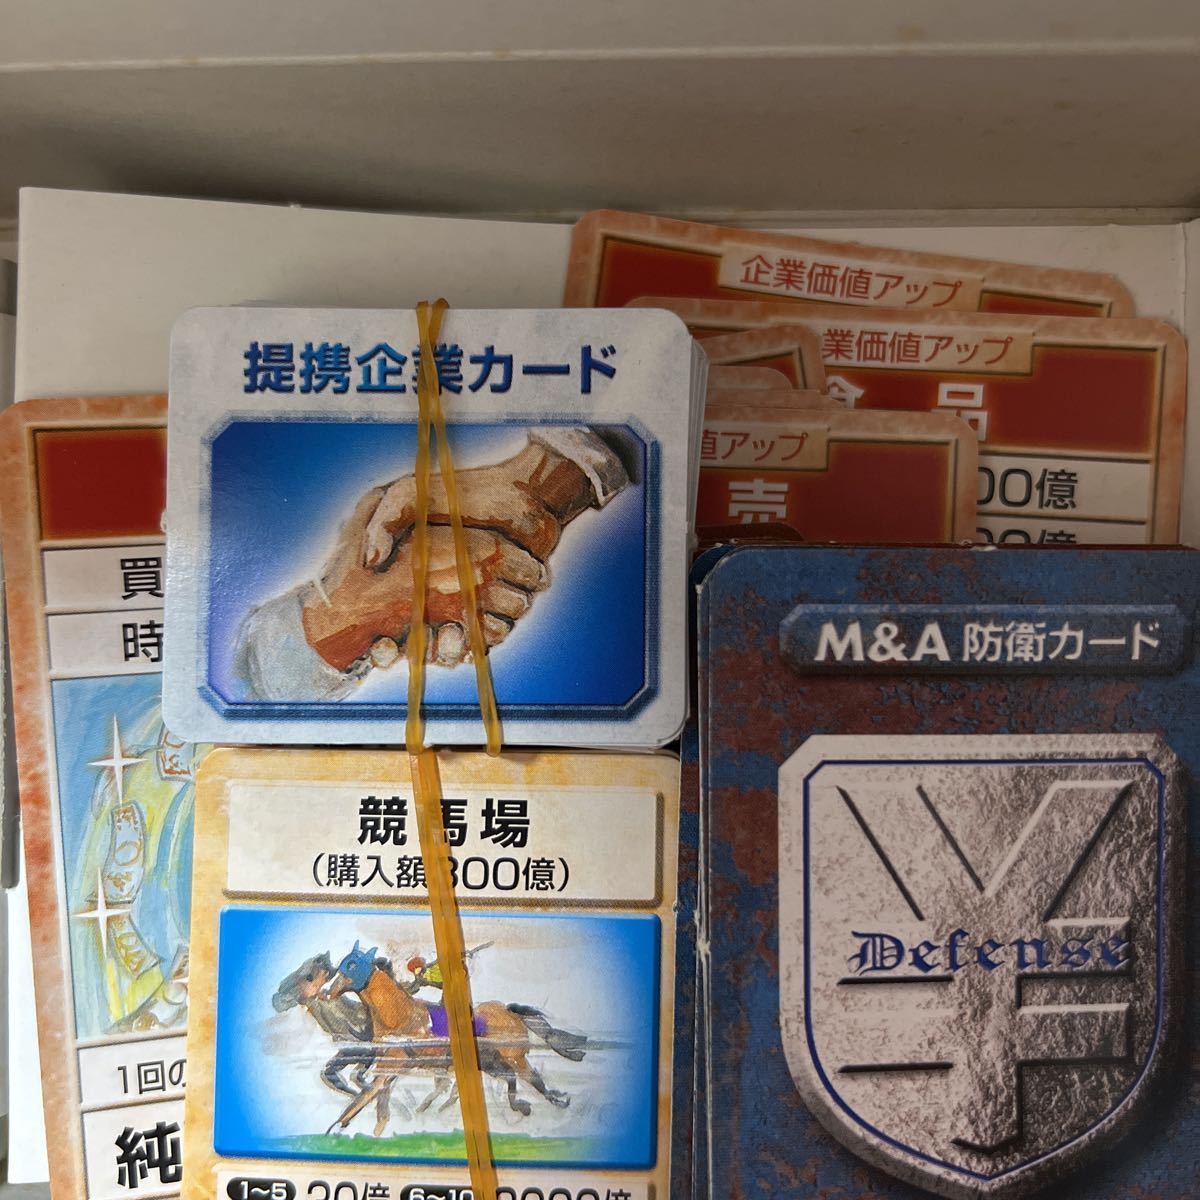 企業価値アップ
業価値アップ
食品
00億
00億
値アップ
売
提携企業カード
買
時
1回の
純
競馬場
(購入額300億)
1~5 20億 6~10
M&A 防衛カード
Defense